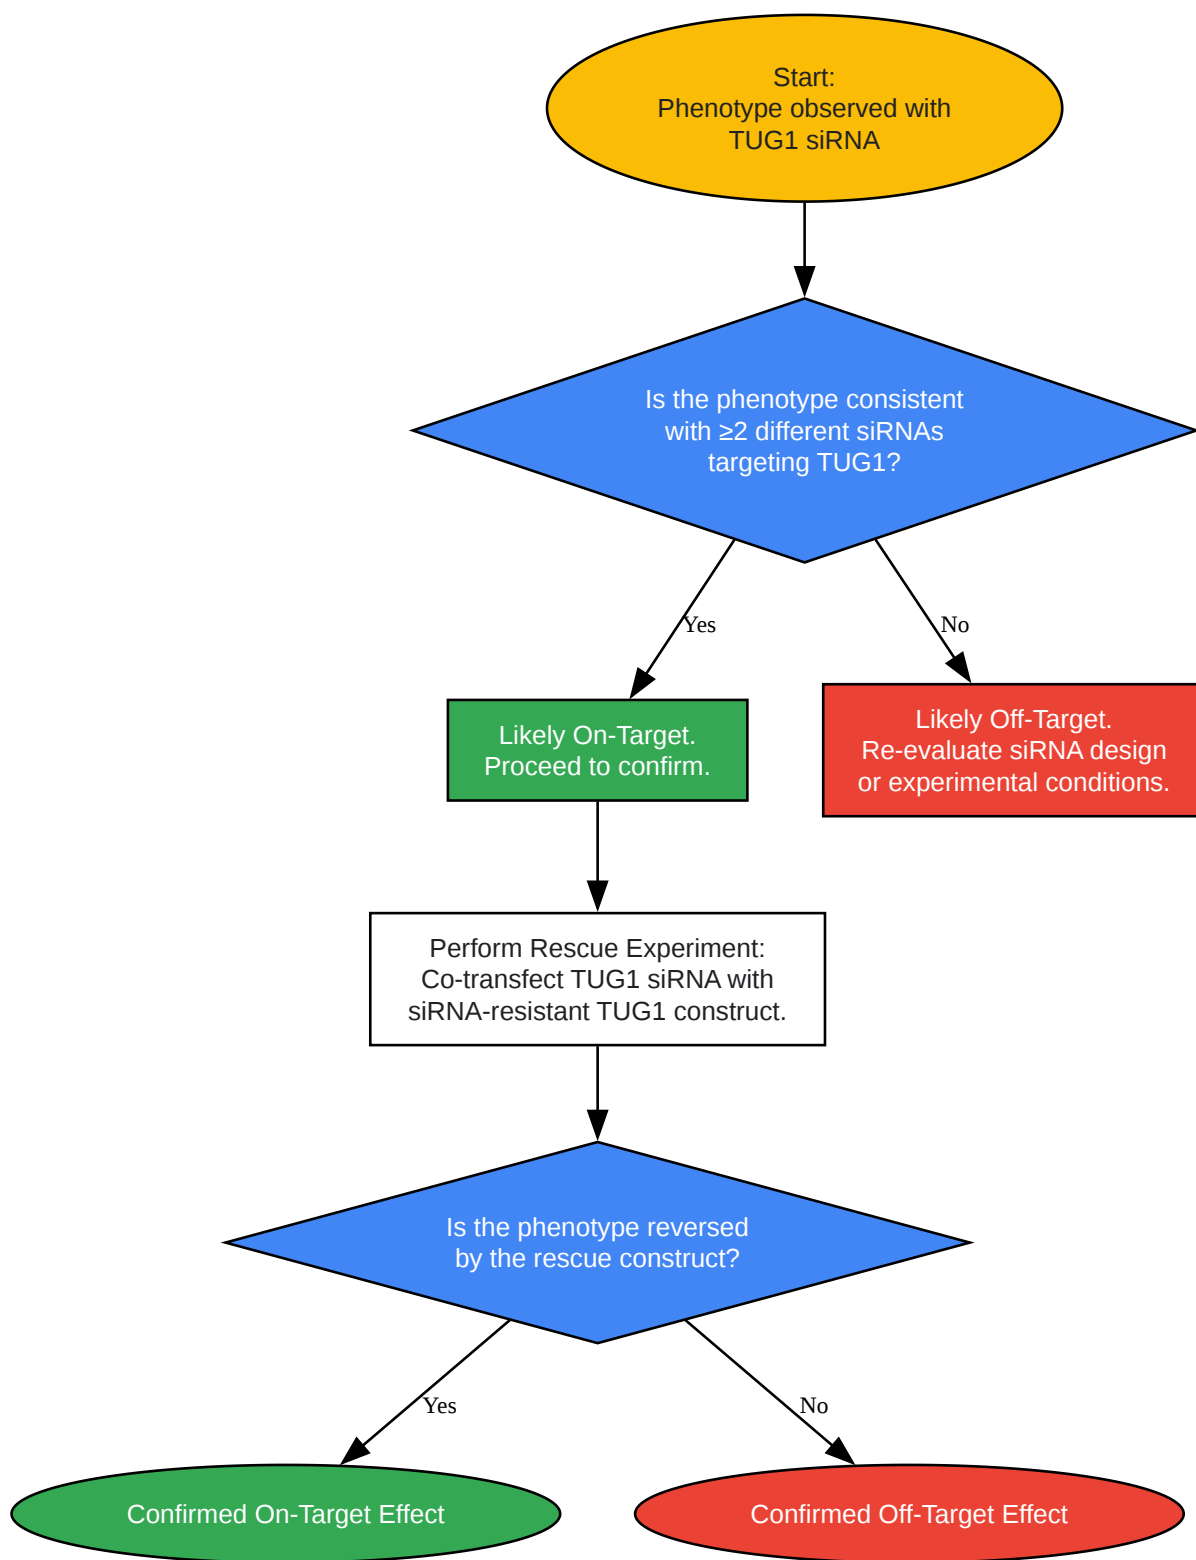 Start:
Phenotype observed with
TUG1 siRNA
Is the phenotype consistent
with ≥2 different siRNAs
targeting TUG1?
Yes
No
Likely On-Target.
Proceed to confirm.
Likely Off-Target.
Re-evaluate siRNA design
or experimental conditions.
Perform Rescue Experiment:
Co-transfect TUG1 siRNA with
siRNA-resistant TUG1 construct.
Is the phenotype reversed
by the rescue construct?
Yes
No
Confirmed On-Target Effect
Confirmed Off-Target Effect